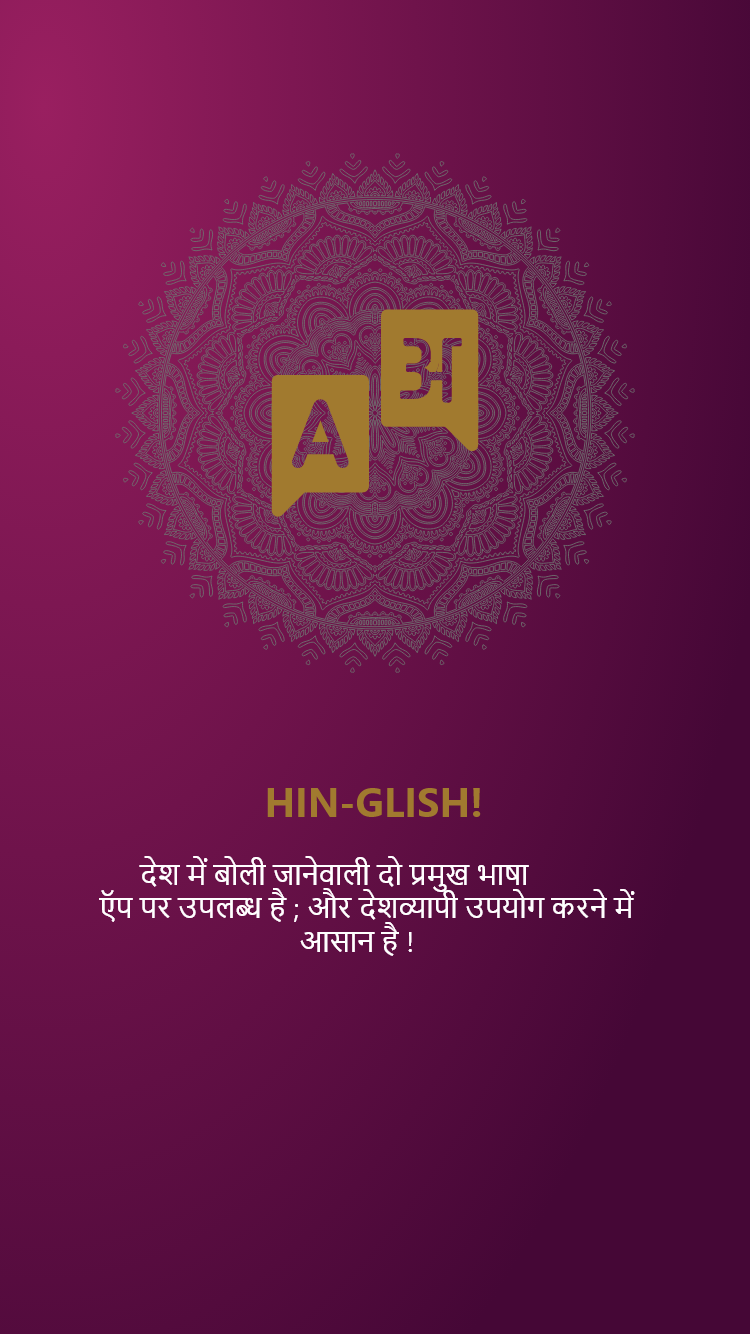 अ
A
HIN-GLISH!
देश में बोली जानेवाली दो प्रमुख भाषा
ऍप पर उपलब्ध है ; और देशव्यापी उपयोग करने में
आसान है !